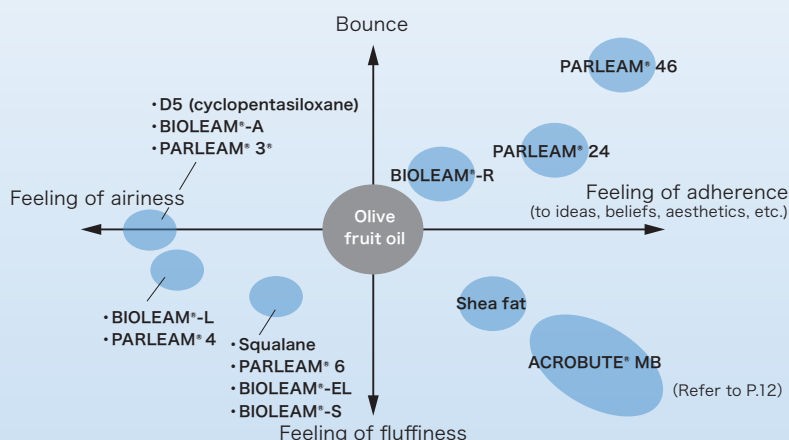 Bounce
PARLEAM® 46
・D5 (cyclopentasiloxane)
・BIOLEAM®-A
・PARLEAM® 3®
PARLEAM® 24
BIOLEAM®-R
Feeling of airiness
Feeling of adherence
(to ideas, beliefs, aesthetics, etc.)
Olive
fruit oil
・BIOLEAM®-L
・PARLEAM® 4
Shea fat
・Squalane
・PARLEAM® 6
・BIOLEAM®-EL
・BIOLEAM®-S
ACROBUTE® MB
(Refer to P.12)
Feeling of fluffiness